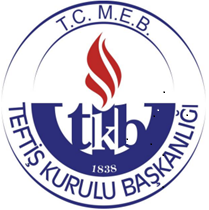 T.C. M.E.B.
tkb
1838
TEFTİŞ KURULU BAŞKANLIĞI